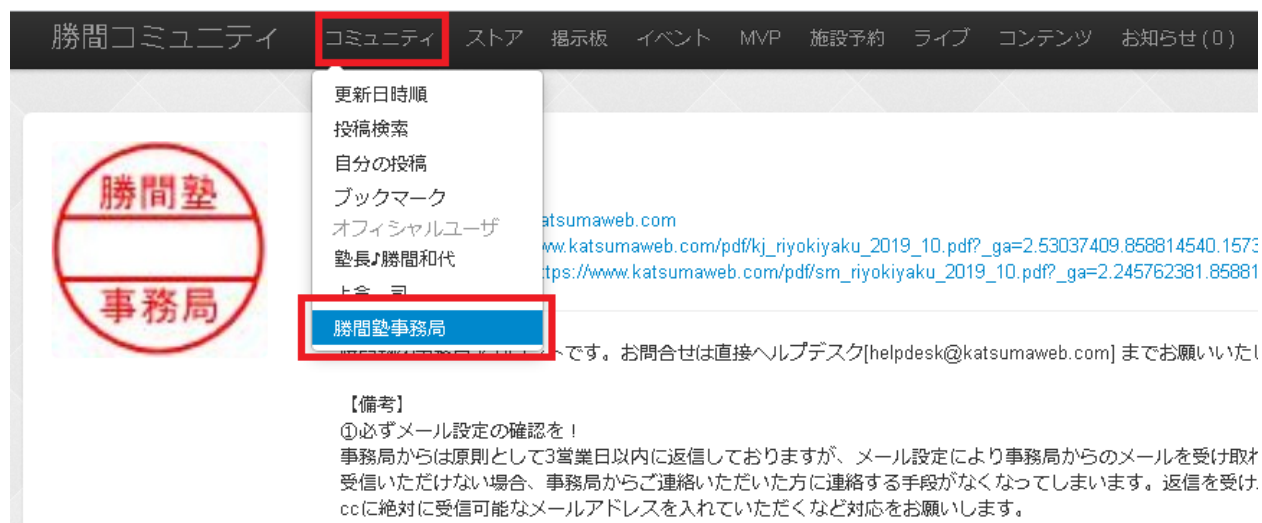 勝間コミュニティ コミュニティ ストア 掲示板 イベント MVP 施設予約 ライブ コンテンツ お知らせ(0)
更新日時順
投稿検索
自分の投稿
ブックマーク
オフィシャルユーザ
塾長♪勝間和代
上念 司
勝間塾事務局
勝間塾
事務局
atsumaweb.com
ww.katsumaweb.com/pdf/kj_riyokiyaku_2019_10.pdf?_ga=2.53037409.858814540.1573
tps://www.katsumaweb.com/pdf/sm_riyokiyaku_2019_10.pdf?_ga=2.245762381.85881
です。お問合せは直接ヘルプデスク[helpdesk@katsumaweb.com] までお願いいたし
【備考】
①必ずメール設定の確認を！
事務局からは原則として3営業日以内に返信しておりますが、メール設定により事務局からのメールを受け取れ
受信いただけない場合、事務局からご連絡いただいた方に連絡する手段がなくなってしまいます。返信を受け
ccに絶対に受信可能なメールアドレスを入れていただくなど対応をお願いします。